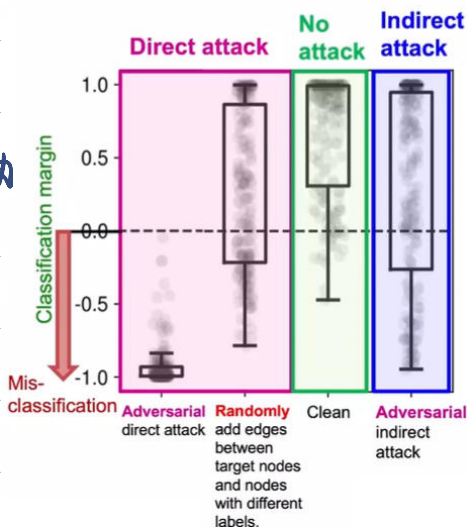 Direct attack
No
attack
Indirect
attack
Classification margin
1.0
0.5
0.0
-0.5
-1.0
Mis-
classification
Adversarial
direct attack
Randomly
add edges
between
target nodes
and nodes
with different
labels.
Clean
Adversarial
indirect
attack